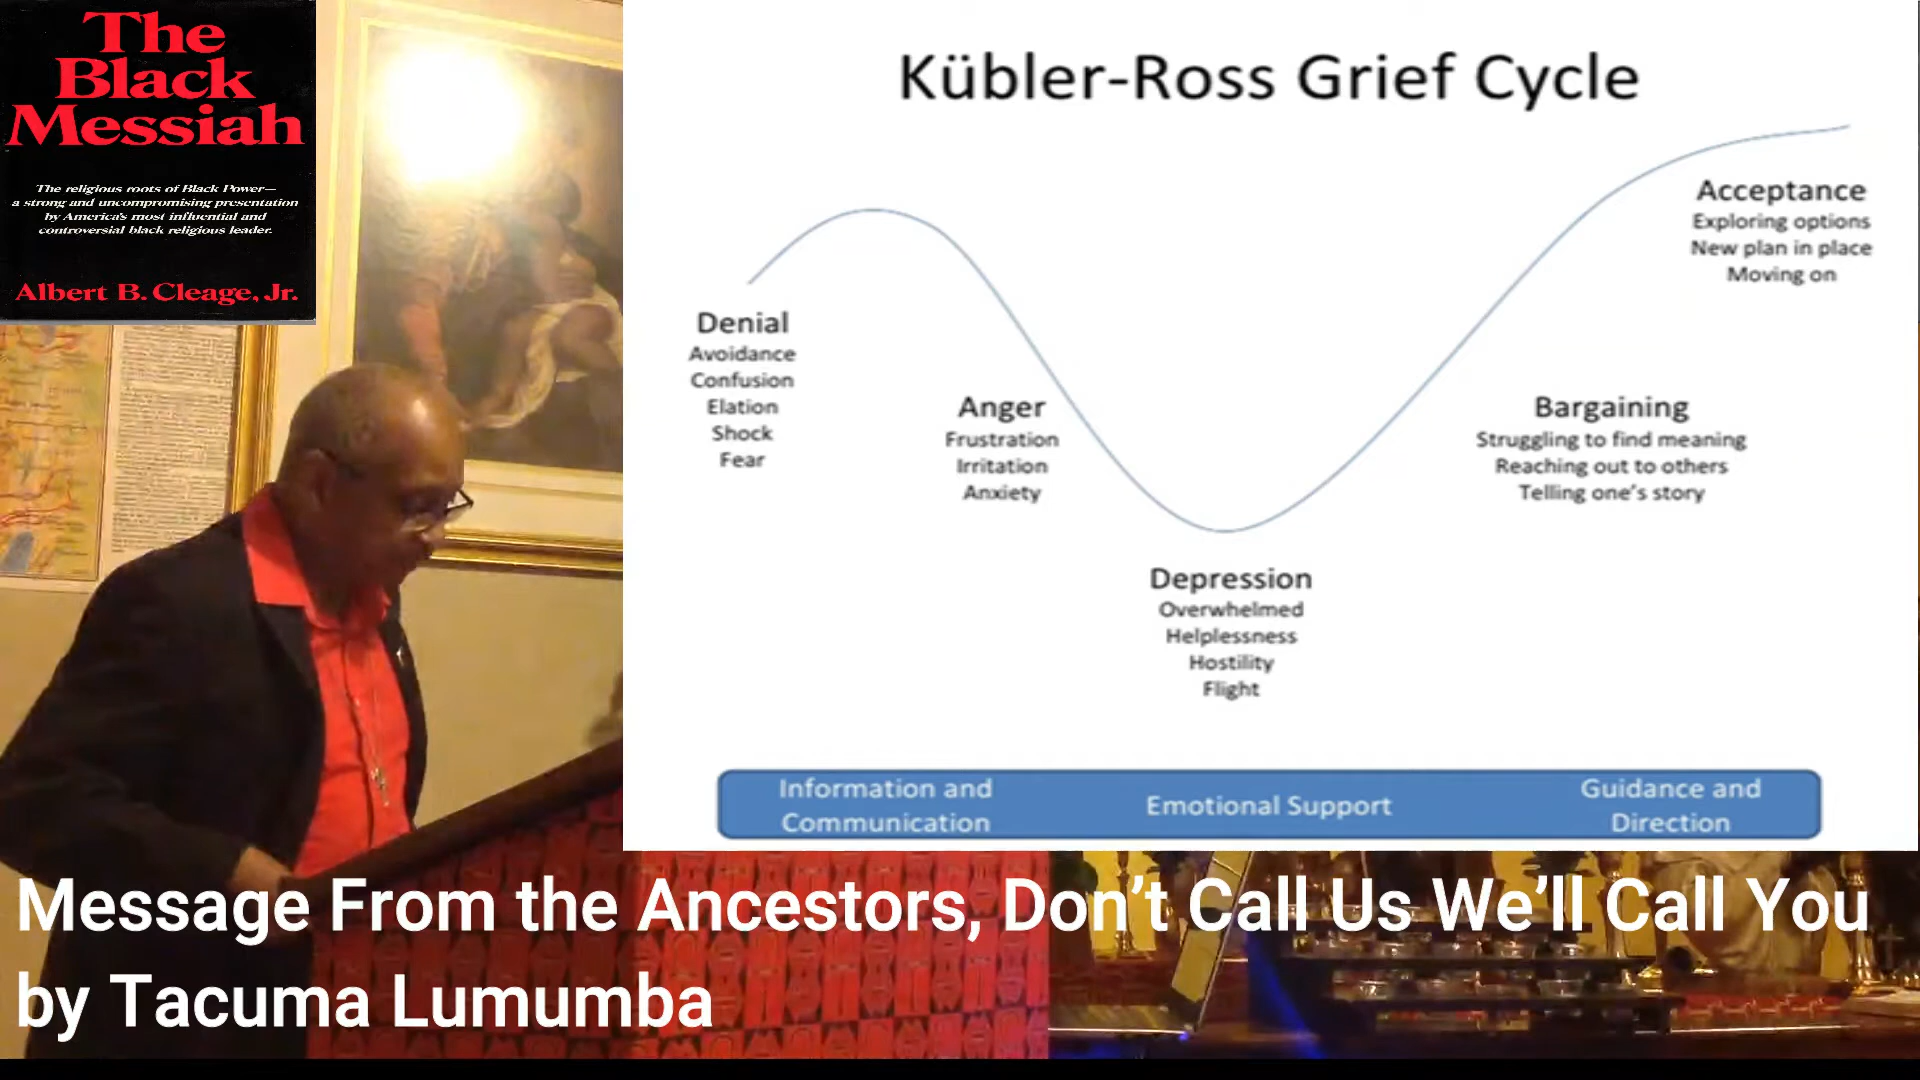 The
Black
Messiah
The religious roots of Black Power—
a strong and uncompromising presentation
by America's most influential and
controversial black religious leader.
Albert B. Cleage, Jr.
Kübler-Ross Grief Cycle
Denial
Avoidance
Confusion
Elation
Shock
Fear
Anger
Frustration
Irritation
Anxiety
Depression
Overwhelmed
Helplessness
Hostility
Flight
Bargaining
Struggling to find meaning
Reaching out to others
Telling one's story
Acceptance
Exploring options
New plan in place
Moving on
Information and
Communication
Emotional Support
Guidance and
Direction
Message From the Ancestors, Don't Call Us We'll Call You
by Tacuma Lumumba